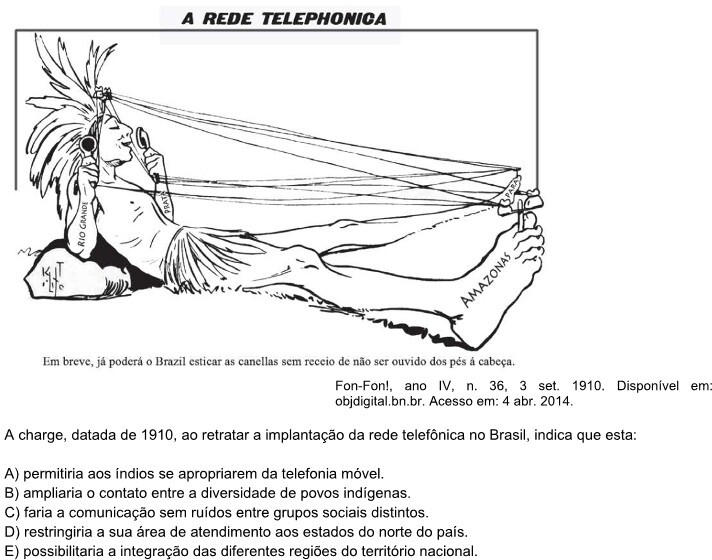 A REDE TELEPHONICA
RIO GRANDE
PRATA
PARÁ
AMAZONAS
Em breve, já poderá o Brazil esticar as canellas sem receio de não ser ouvido dos pés á cabeça.
Fon-Fon!, ano IV, n. 36, 3 set. 1910. Disponível em:
objdigital.bn.br. Acesso em: 4 abr. 2014.
A charge, datada de 1910, ao retratar a implantação da rede telefônica no Brasil, indica que esta:
A) permitiria aos índios se apropriarem da telefonia móvel.
B) ampliaria o contato entre a diversidade de povos indígenas.
C) faria a comunicação sem ruídos entre grupos sociais distintos.
D) restringiria a sua área de atendimento aos estados do norte do país.
E) possibilitaria a integração das diferentes regiões do território nacional.